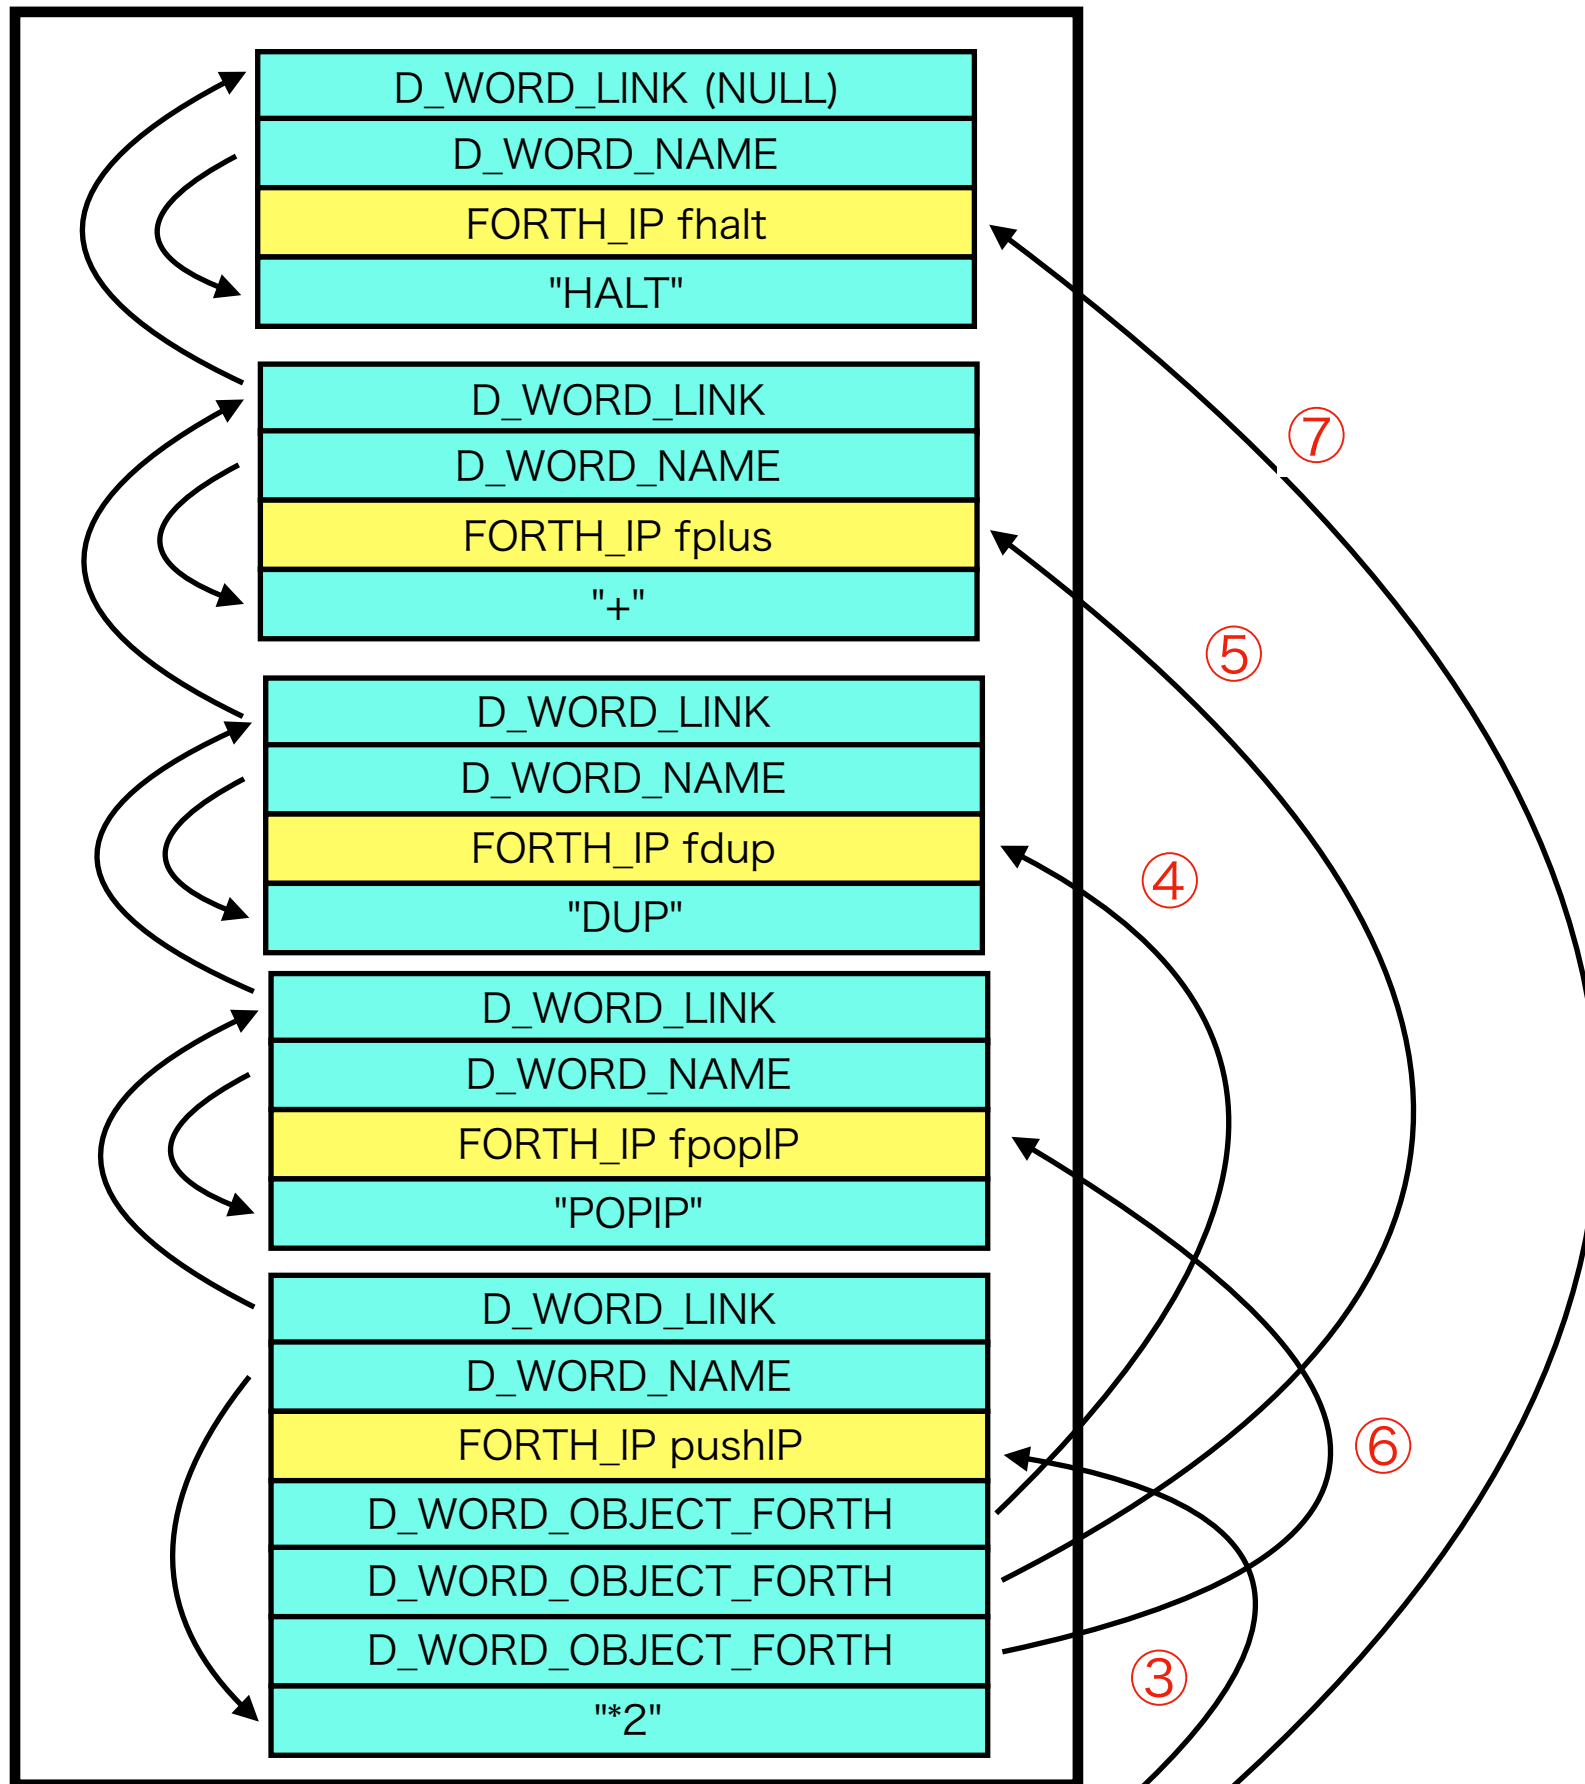 D_WORD_LINK (NULL)
D_WORD_NAME
FORTH_IP fhalt
"HALT"
⑦
D_WORD_LINK
D_WORD_NAME
FORTH_IP fplus
"+"
⑤
D_WORD_LINK
D_WORD_NAME
FORTH_IP fdup
④
"DUP"
D_WORD_LINK
D_WORD_NAME
FORTH_IP fpopIP
"POPIP"
D_WORD_LINK
D_WORD_NAME
FORTH_IP pushIP
⑥
D_WORD_OBJECT_FORTH
D_WORD_OBJECT_FORTH
D_WORD_OBJECT_FORTH
③
"*2"